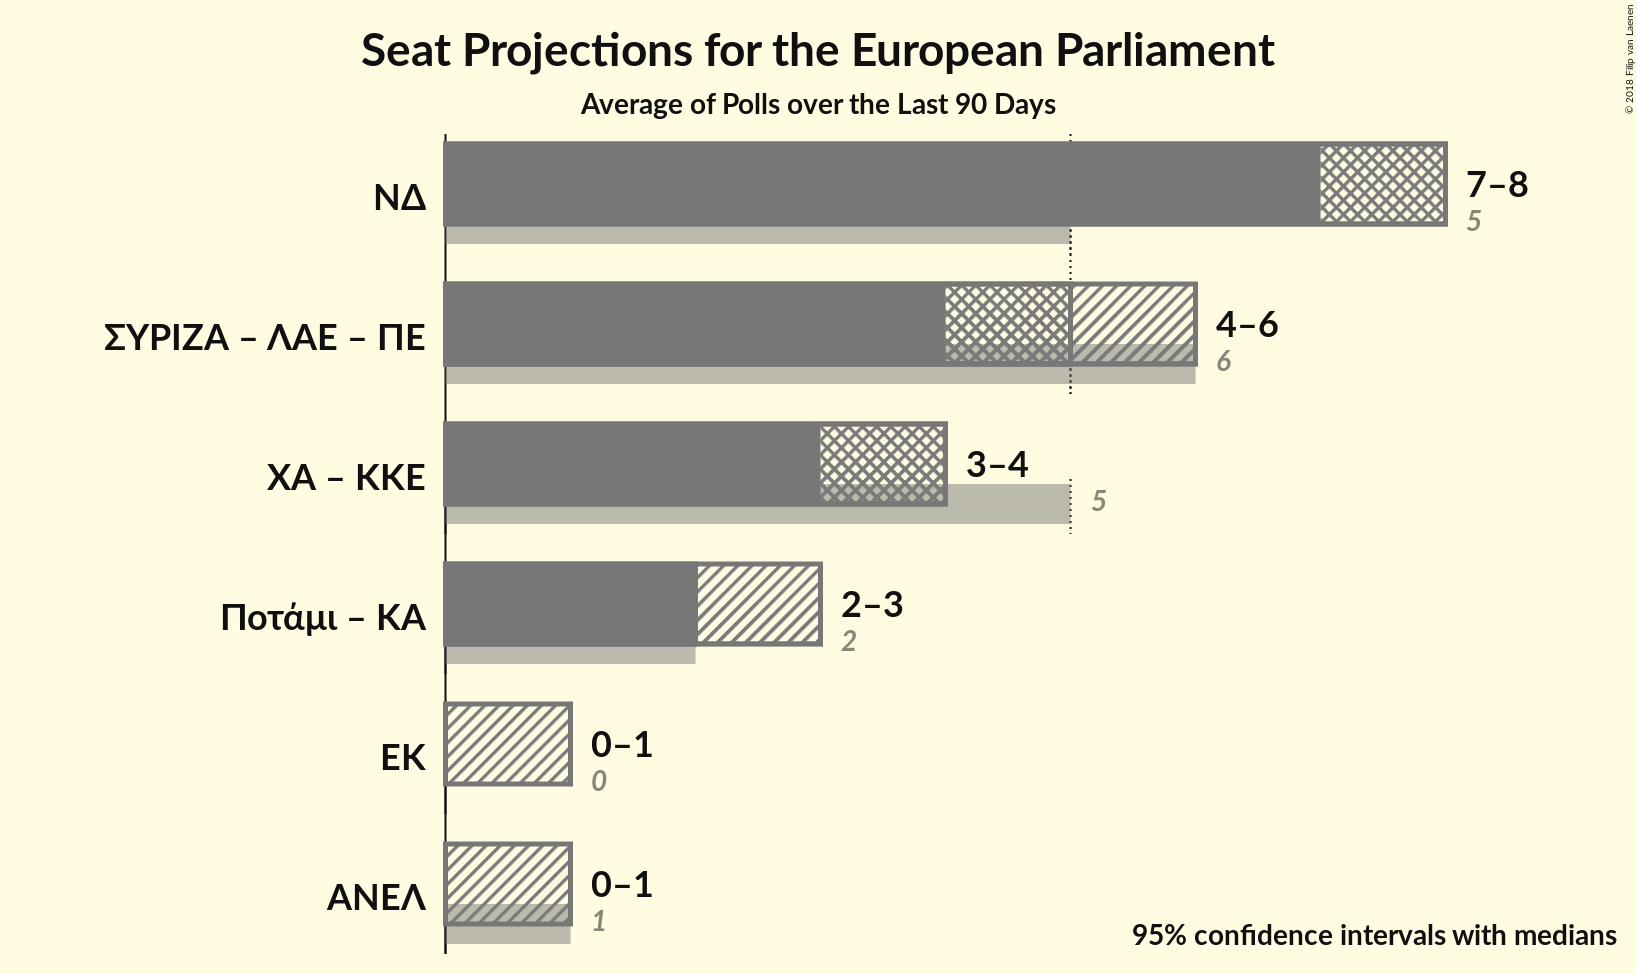 Seat Projections for the European Parliament
Average of Polls over the Last 90 Days
© 2018 Filip van Laenen
ΝΔ
7–8
5
ΣΥΡΙΖΑ – ΛΑΕ – ΠΕ
4–6
6
ΧΑ – ΚΚΕ
3–4
5
Ποτάμι – ΚΑ
2–3
2
ΕΚ
0–1
0
ΑΝΕΛ
0–1
1
95% confidence intervals with medians